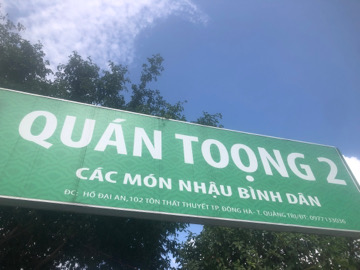 QUÁN TOỌNG 2
CÁC MÓN NHẬU BÌNH DÂN
ĐC: HỒ ĐẠI AN, 102 TÔN THẤT THUYẾT TP. ĐÔNG HÀ - T. QUẢNG TRỊ/ĐT: